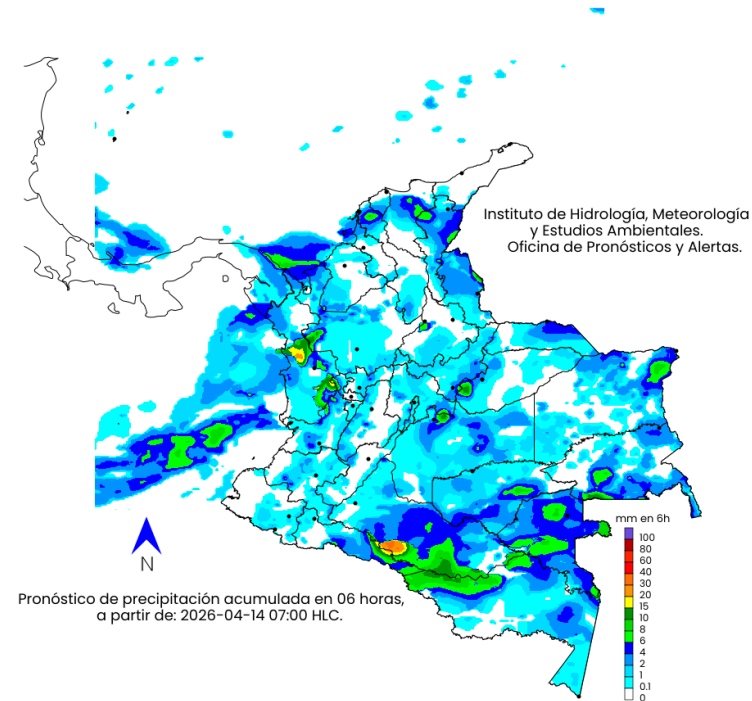 Instituto de Hidrología, Meteorología
y Estudios Ambientales.
Oficina de Pronósticos y Alertas.
mm en 6h
100
80
60
40
30
20
15
10
8
6
4
2
1
0.1
0
N
Pronóstico de precipitación acumulada en 06 horas,
a partir de: 2026-04-14 07:00 HLC.